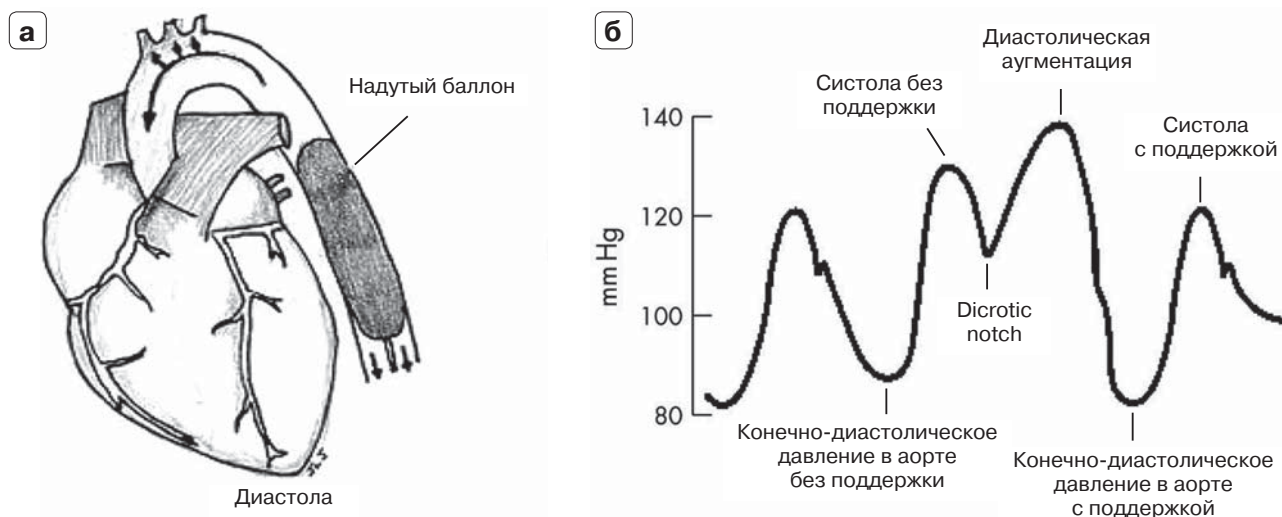 а
Надутый баллон
Диастола
б
Диастолическая
аугментация
Систола без
поддержки
Систола
с поддержкой
mm Hg
140
120
100
80
Dicrotic
notch
Конечно-диастолическое
давление в аорте
без поддержки
Конечно-диастолическое
давление в аорте
с поддержкой